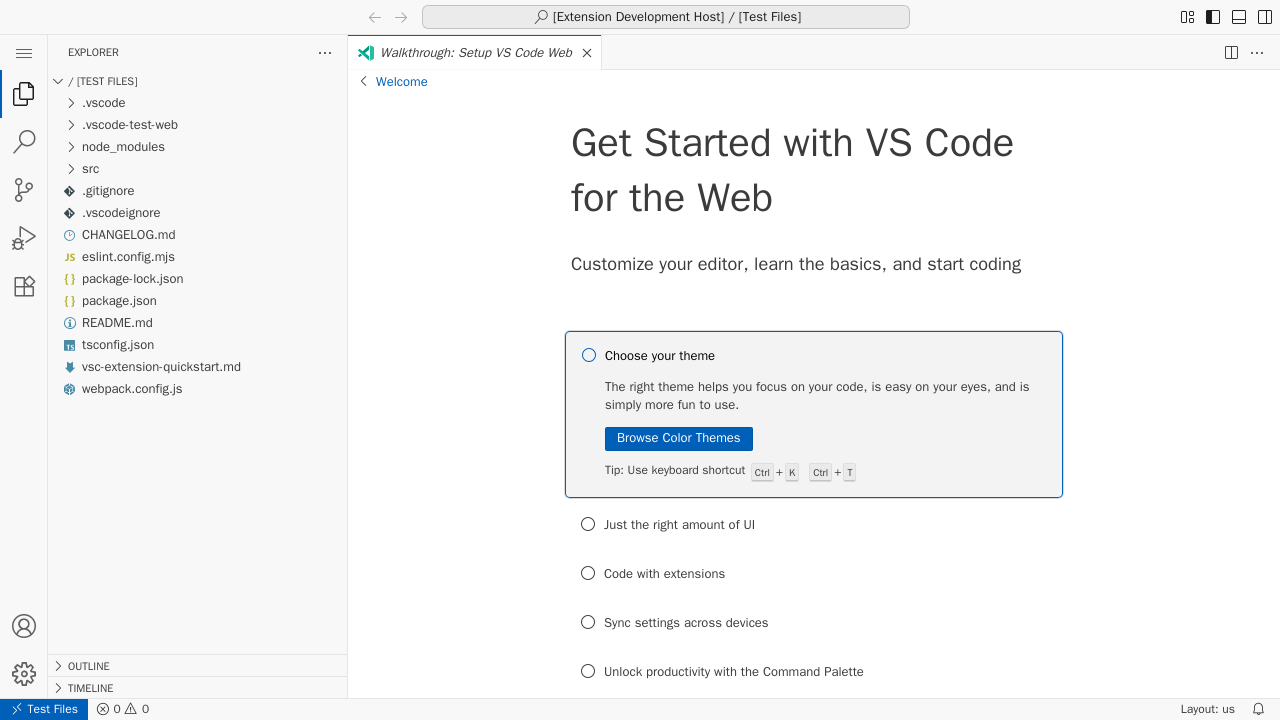 [Extension Development Host] / [Test Files]
EXPLORER
/ [TEST FILES]
.vscode
.vscode-test-web
node_modules
src
.gitignore
.vscodeignore
CHANGELOG.md
eslint.config.mjs
package-lock.json
package.json
README.md
tsconfig.json
vsc-extension-quickstart.md
webpack.config.js
OUTLINE
TIMELINE
Walkthrough: Setup VS Code Web
Welcome
Get Started with VS Code
for the Web
Customize your editor, learn the basics, and start coding
Choose your theme
The right theme helps you focus on your code, is easy on your eyes, and is
simply more fun to use.
Browse Color Themes
Tip: Use keyboard shortcut Ctrl + K Ctrl + T
Just the right amount of UI
Code with extensions
Sync settings across devices
Unlock productivity with the Command Palette
Test Files 0 0 Layout: us